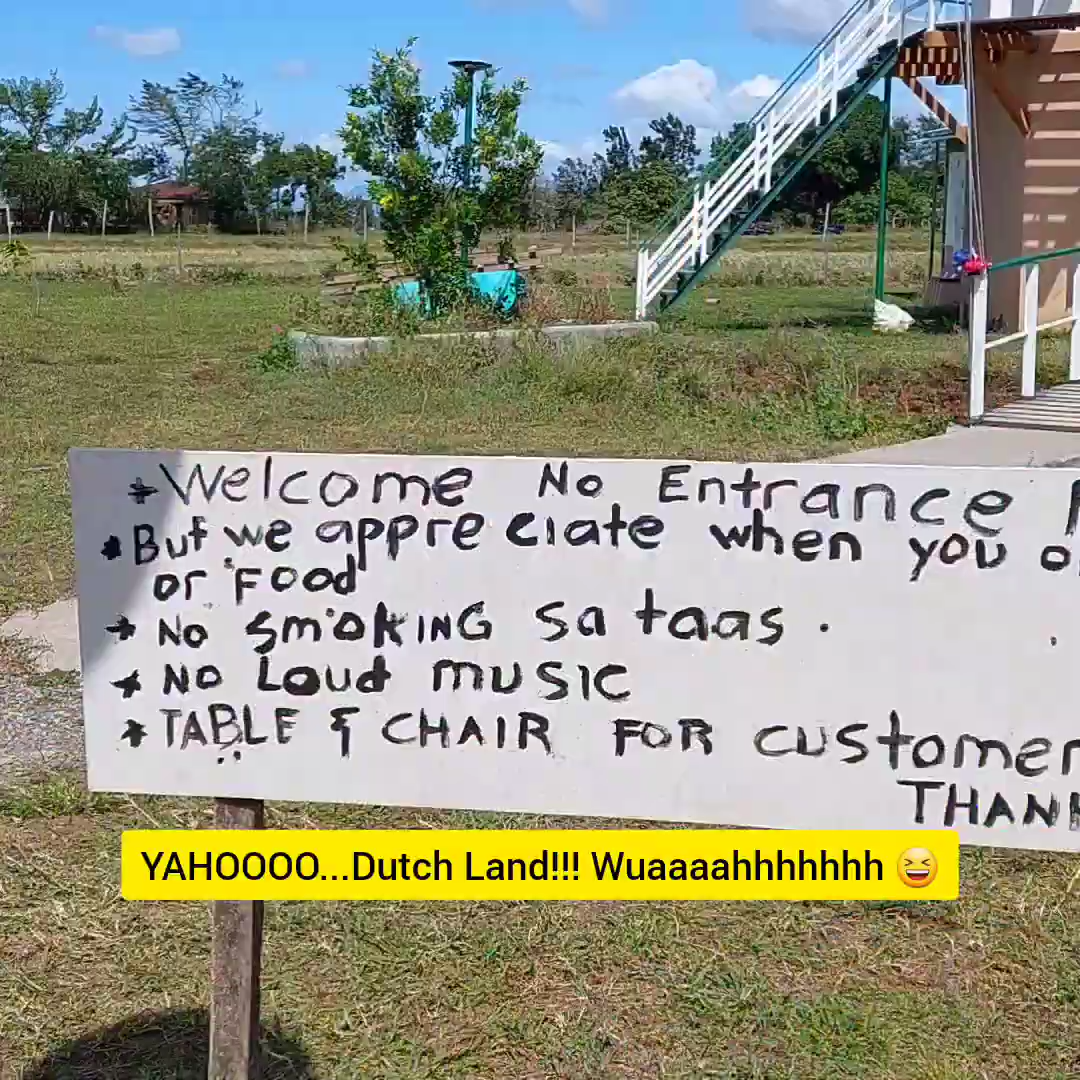 * Welcome No Entrance
* But we appreciate when you
or Food
* No SmOKING Sa taas .
* No Loud music
* TABLE & CHAIR FOR customer
THANK
YAHOOOO...Dutch Land!!! Wuaaaahhhhhhh 😆